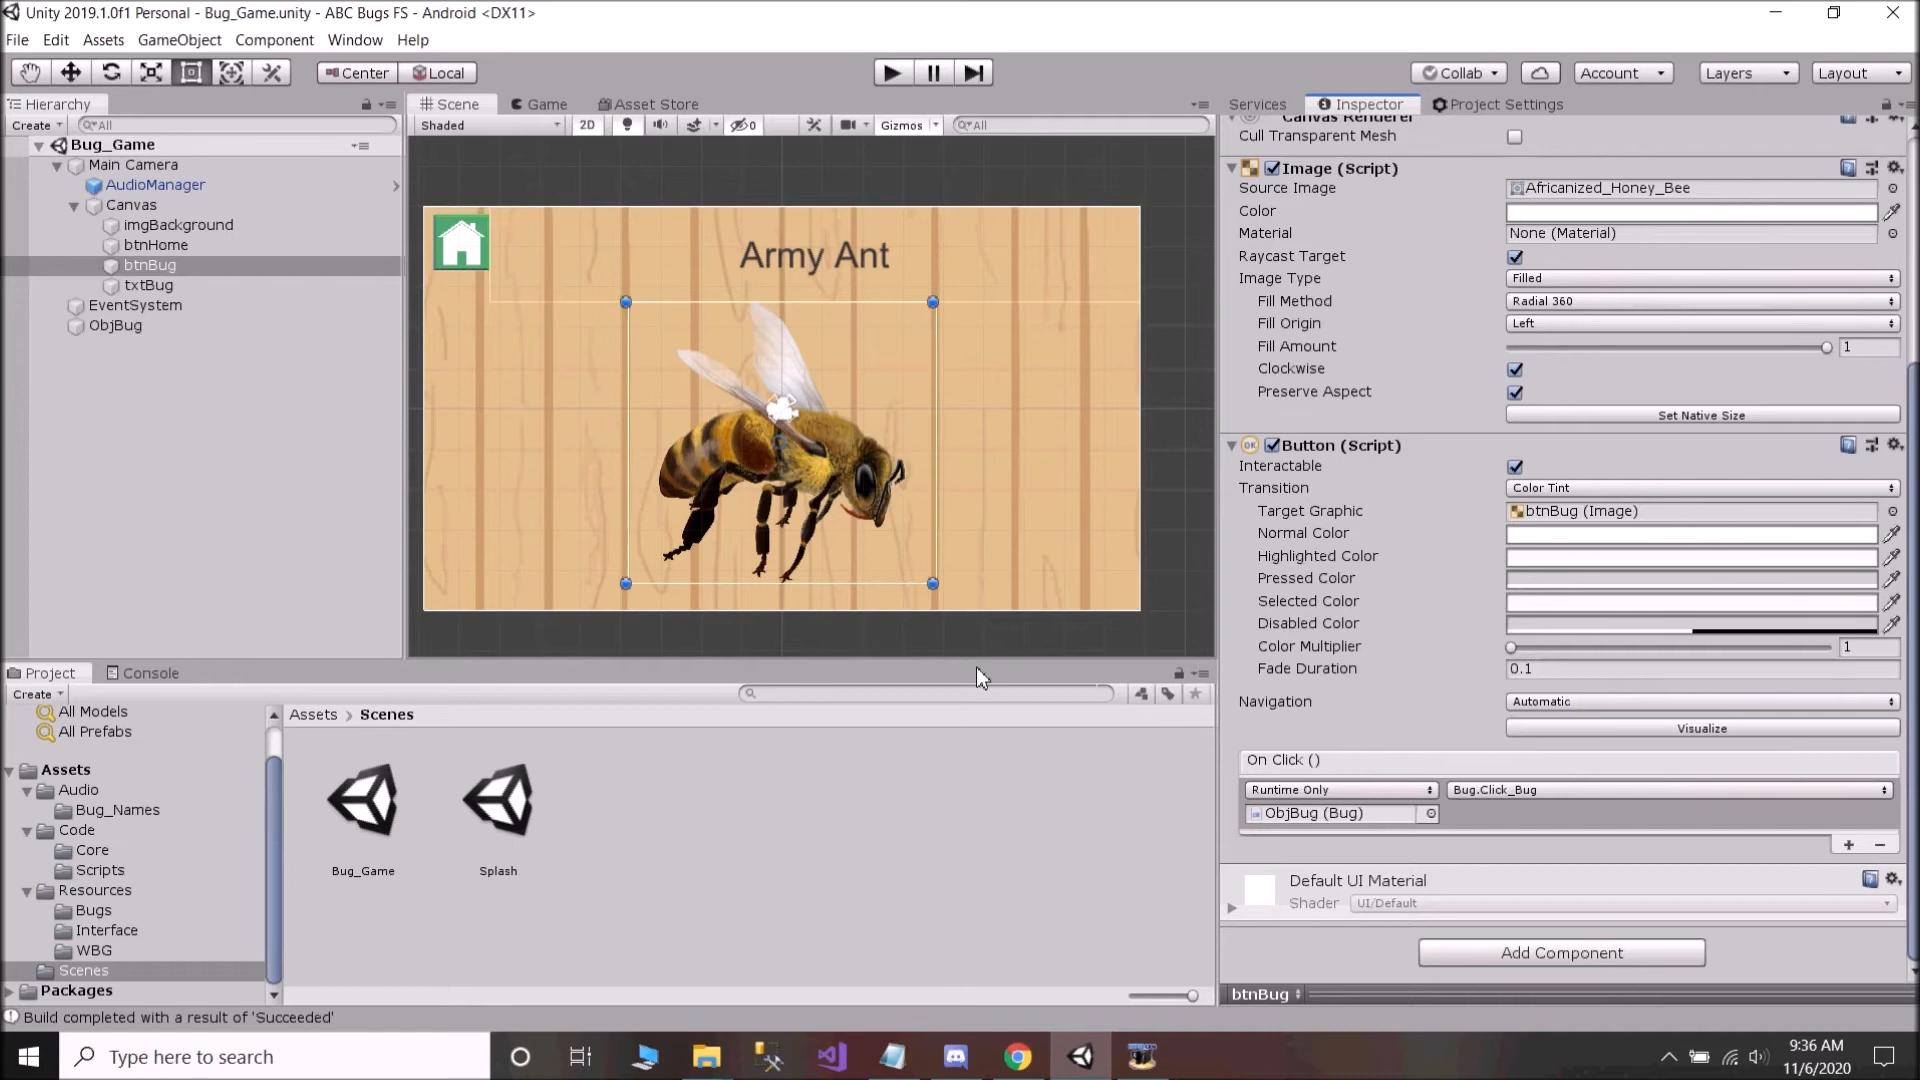 Unity 2019.1.0f1 Personal - Bug_Game.unity - ABC Bugs FS - Android <DX11>
File Edit Assets GameObject Component Window Help
Center Local Collab Account Layers Layout
Hierarchy
Create All
Bug_Game
Main Camera
AudioManager
Canvas
imgBackground
btnHome
btnBug
txtBug
EventSystem
ObjBug
Scene Game Asset Store
Shaded 2D 0 Gizmos All
Army Ant
Services Inspector Project Settings
Canvas Renderer
Cull Transparent Mesh
Image (Script)
Source Image Africanized_Honey_Bee
Color
Material None (Material)
Raycast Target
Image Type Filled
Fill Method Radial 360
Fill Origin Left
Fill Amount 1
Clockwise
Preserve Aspect
Set Native Size
OK Button (Script)
Interactable
Transition Color Tint
Target Graphic btnBug (Image)
Normal Color
Highlighted Color
Pressed Color
Selected Color
Disabled Color
Color Multiplier 1
Fade Duration 0.1
Navigation Automatic
Visualize
On Click ()
Runtime Only Bug.Click_Bug
ObjBug (Bug)
Default UI Material
Shader UI/Default
Add Component
btnBug
Project Console
Create
All Models
All Prefabs
Assets
Audio
Bug_Names
Code
Core
Scripts
Resources
Bugs
Interface
WBG
Scenes
Packages
Assets > Scenes
Bug_Game Splash
Build completed with a result of 'Succeeded'
Type here to search
9:36 AM
11/6/2020